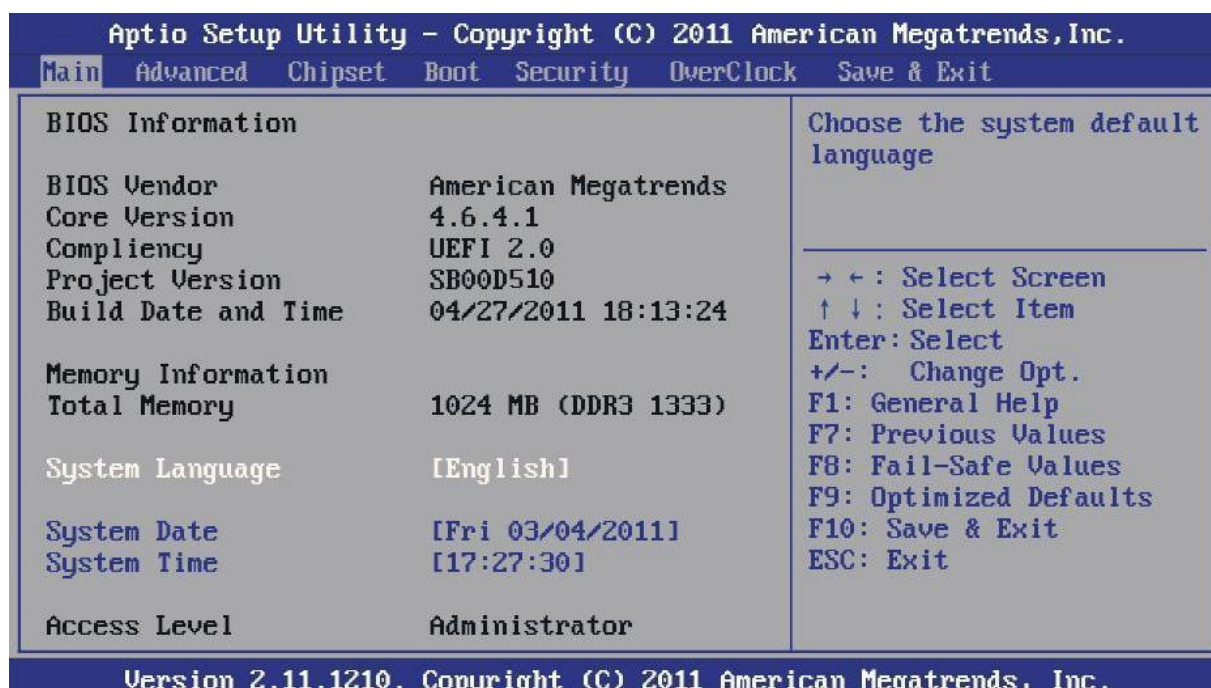 Aptio Setup Utility - Copyright (C) 2011 American Megatrends,Inc.
Main Advanced Chipset Boot Security OverClock Save & Exit
BIOS Information
BIOS Vendor American Megatrends
Core Version 4.6.4.1
Compliency UEFI 2.0
Project Version SB00D510
Build Date and Time 04/27/2011 18:13:24
Memory Information
Total Memory 1024 MB (DDR3 1333)
System Language [English]
System Date [Fri 03/04/2011]
System Time [17:27:30]
Access Level Administrator
Choose the system default
language
→ ←: Select Screen
↑ ↓: Select Item
Enter: Select
+/-: Change Opt.
F1: General Help
F7: Previous Values
F8: Fail-Safe Values
F9: Optimized Defaults
F10: Save & Exit
ESC: Exit
Version 2.11.1210. Copyright (C) 2011 American Megatrends, Inc.